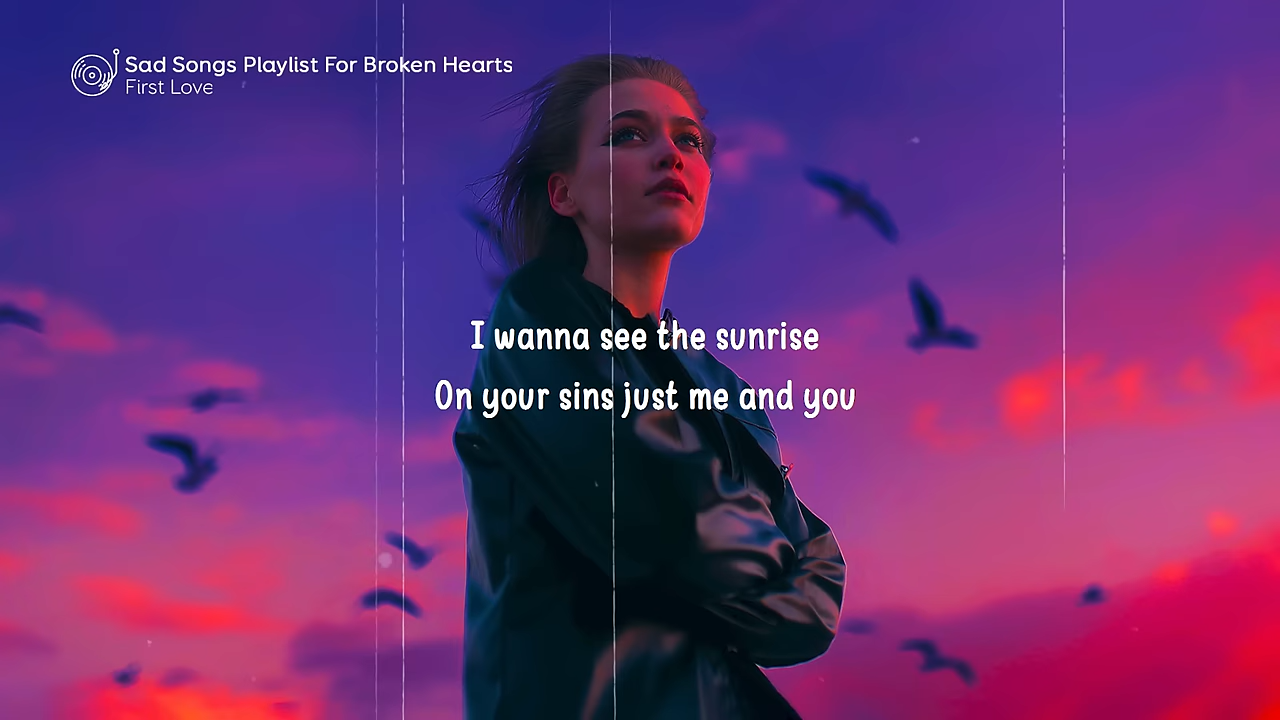 Sad Songs Playlist For Broken Hearts
First Love
I wanna see the sunrise
On your sins just me and you